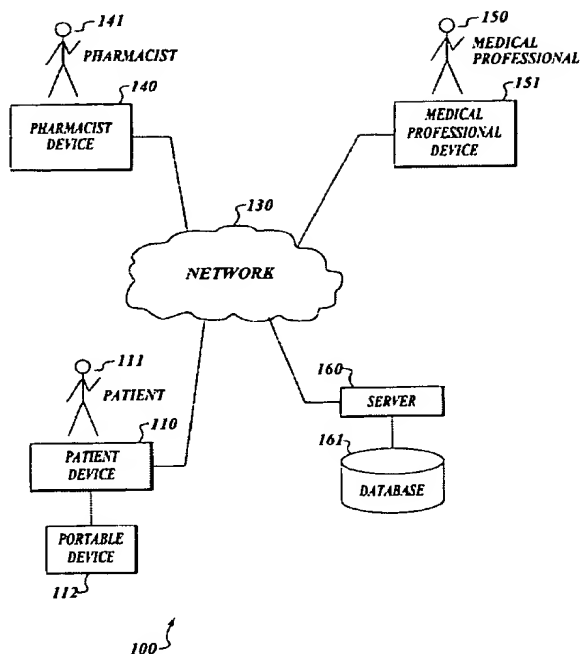 141
PHARMACIST
140
PHARMACIST
DEVICE
150
MEDICAL
PROFESSIONAL
151
MEDICAL
PROFESSIONAL
DEVICE
130
NETWORK
111
PATIENT
110
PATIENT
DEVICE
PORTABLE
DEVICE
112
160
SERVER
161
DATABASE
100